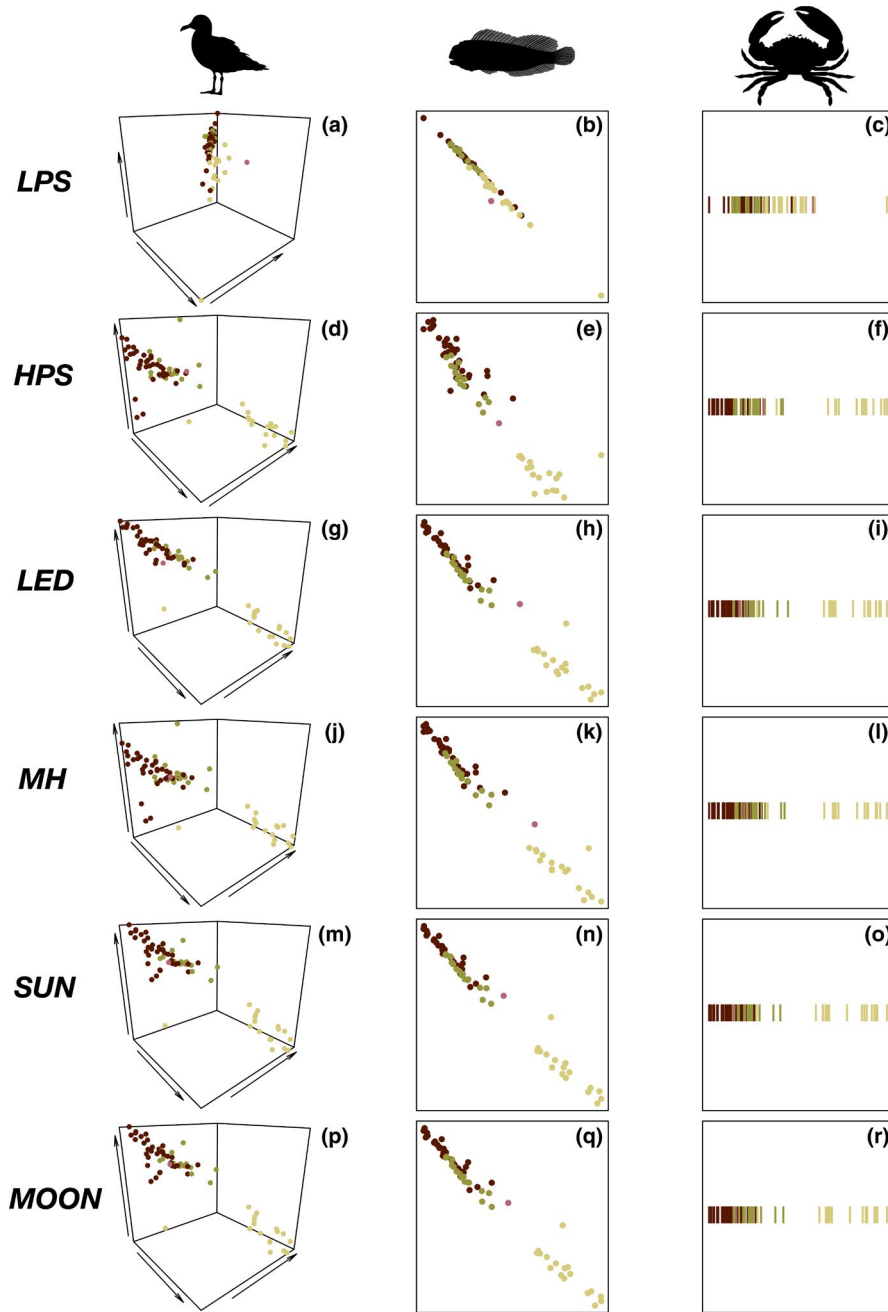 (a) (b) (c)
LPS
(d) (e) (f)
HPS
(g) (h) (i)
LED
(j) (k) (l)
MH
(m) (n) (o)
SUN
(p) (q) (r)
MOON